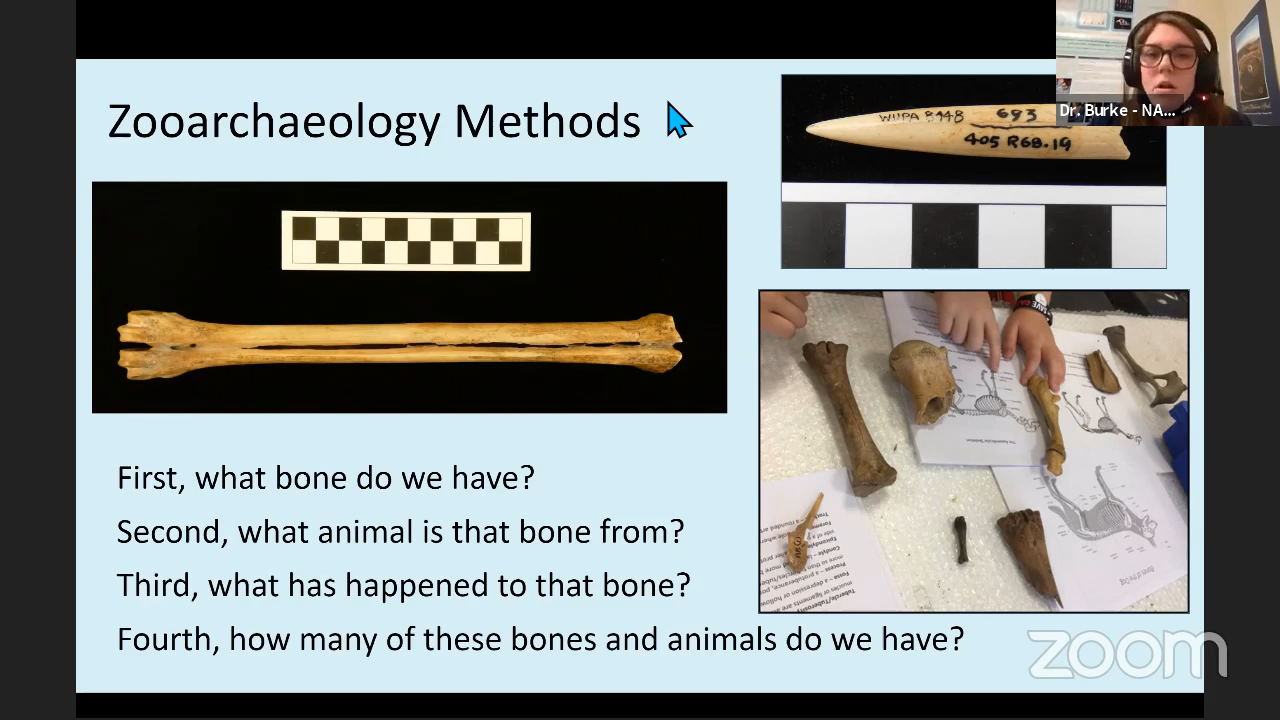 Zooarchaeology Methods
Dr. Burke - NA...
WUPA 8948 693
405 R68.19
First, what bone do we have?
Second, what animal is that bone from?
Third, what has happened to that bone?
Fourth, how many of these bones and animals do we have?
zoom